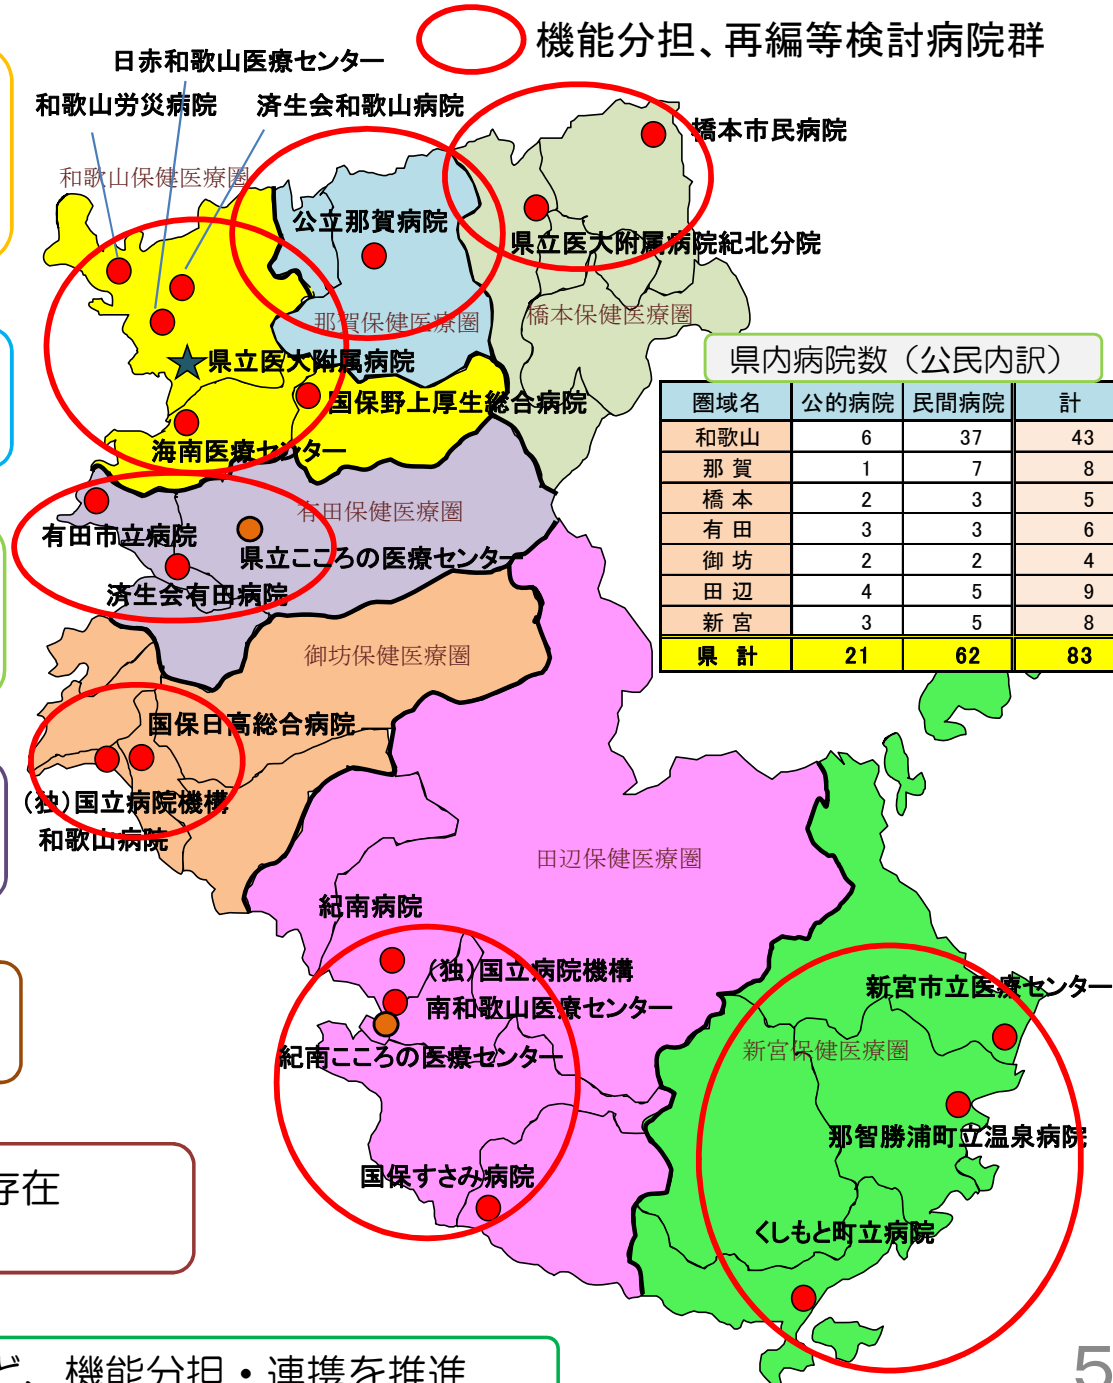 機能分担、再編等検討病院群
日赤和歌山医療センター
和歌山労災病院
済生会和歌山病院
橋本市民病院
和歌山保健医療圏
公立那賀病院
県立医大附属病院紀北分院
那賀保健医療圏
橋本保健医療圏
県立医大附属病院
国保野上厚生総合病院
海南医療センター
県内病院数（公民内訳）
圏域名 公的病院 民間病院 計
和歌山 6 37 43
那賀 1 7 8
橋本 2 3 5
有田 3 3 6
御坊 2 2 4
田辺 4 5 9
新宮 3 5 8
県計 21 62 83
有田保健医療圏
有田市立病院
県立こころの医療センター
済生会有田病院
御坊保健医療圏
国保日高総合病院
（独）国立病院機構
和歌山病院
田辺保健医療圏
紀南病院
（独）国立病院機構
南和歌山医療センター
紀南こころの医療センター
新宮市立医療センター
新宮保健医療圏
那智勝浦町立温泉病院
国保すさみ病院
くしもと町立病院
存在
ど、機能分担・連携を推進
5